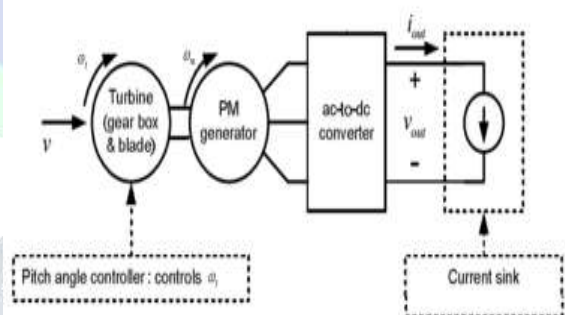 i_out
ω_t
ω_m
Turbine
(gear box
& blade)
PM
generator
ac-to-dc
converter
+
v_out
-
v
Pitch angle controller : controls ω_t
Current sink